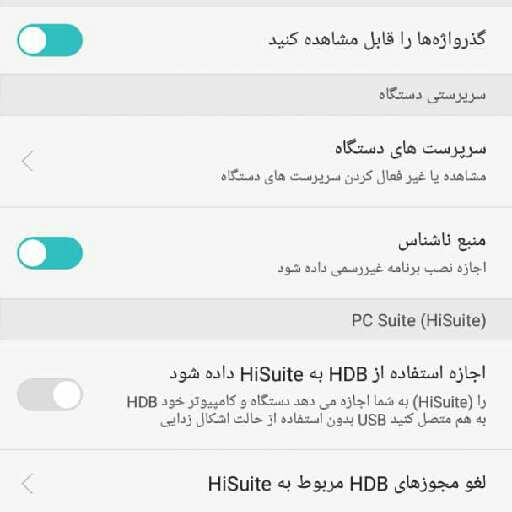 گذرواژه‌ها را قابل مشاهده کنید
سرپرستی دستگاه
سرپرست های دستگاه
مشاهده یا غیر فعال کردن سرپرست های دستگاه
منبع ناشناس
اجازه نصب برنامه غیررسمی داده شود
PC Suite (HiSuite)
اجازه استفاده از HDB به HiSuite داده شود
را (HiSuite) به شما اجازه می دهد دستگاه و کامپیوتر خود HDB
به هم متصل کنید USB بدون استفاده از حالت اشکال زدایی
لغو مجوزهای HDB مربوط به HiSuite